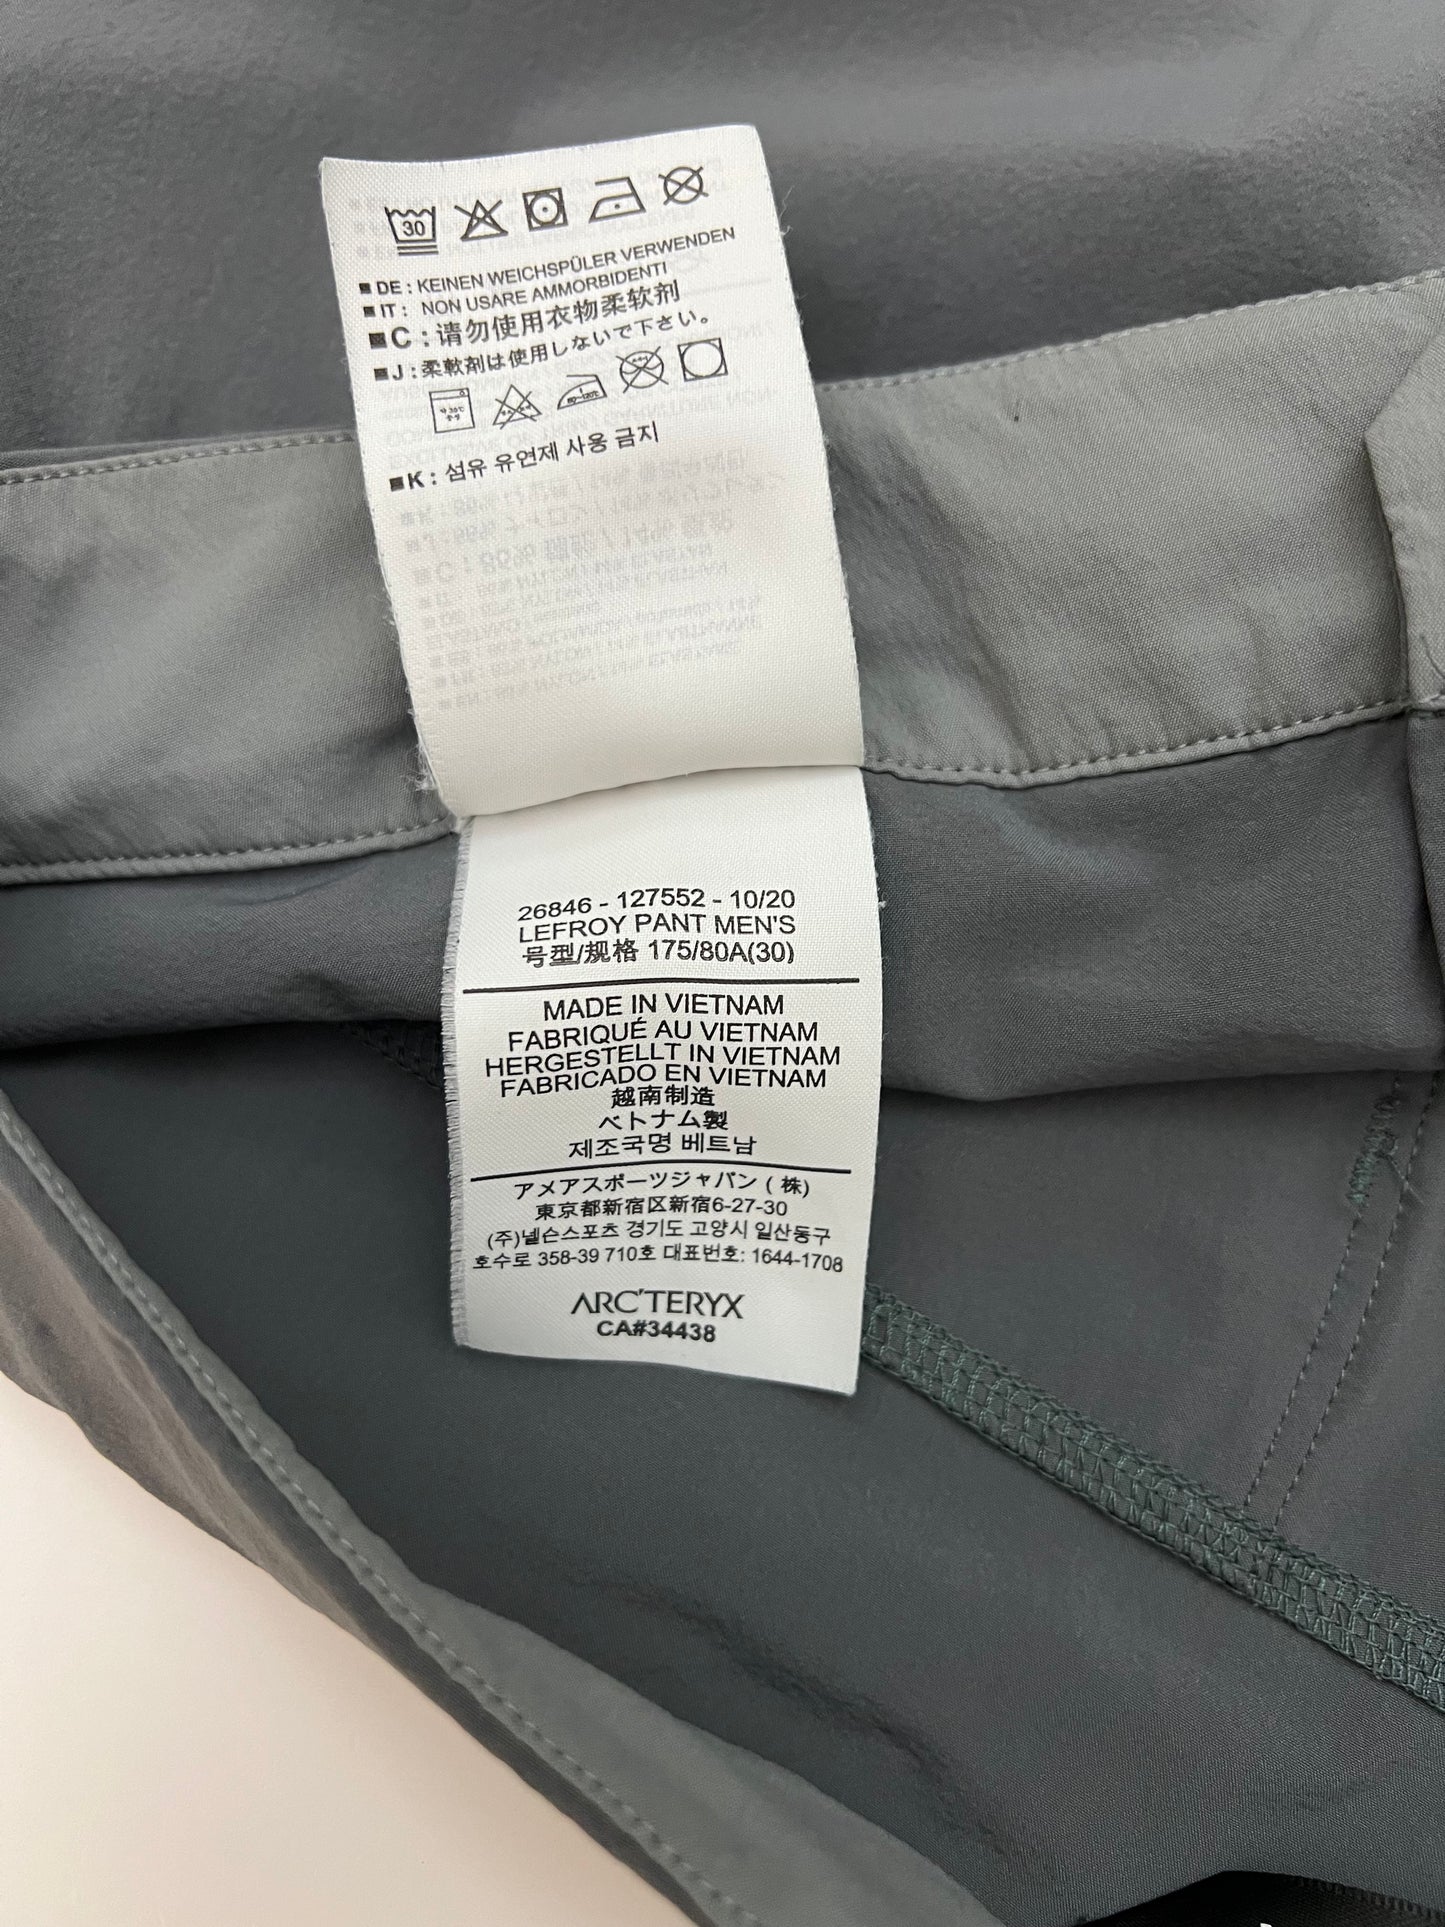 30
DE : KEINEN WEICHSPÜLER VERWENDEN
IT : NON USARE AMMORBIDENTI
C : 请勿使用衣物柔软剂
J : 柔軟剤は使用しないで下さい。
80~120℃
K : 섬유 유연제 사용 금지
26846 - 127552 - 10/20
LEFROY PANT MEN'S
号型/规格 175/80A(30)
MADE IN VIETNAM
FABRIQUÉ AU VIETNAM
HERGESTELLT IN VIETNAM
FABRICADO EN VIETNAM
越南制造
ベトナム製
제조국명 베트남
アメアスポーツジャパン ( 株)
東京都新宿区新宿6-27-30
(주)넬슨스포츠 경기도 고양시 일산동구
호수로 358-39 710호 대표번호: 1644-1708
ARC'TERYX
CA#34438